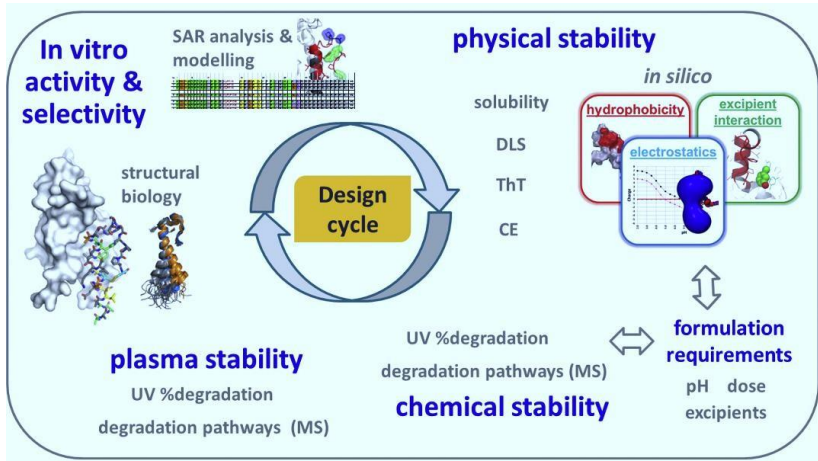 In vitro
activity &
selectivity
SAR analysis &
modelling
structural
biology
Design
cycle
physical stability
in silico
solubility
DLS
ThT
CE
hydrophobicity
excipient
interaction
electrostatics
Charge
pH
formulation
requirements
pH dose
excipients
UV %degradation
degradation pathways (MS)
chemical stability
plasma stability
UV %degradation
degradation pathways (MS)